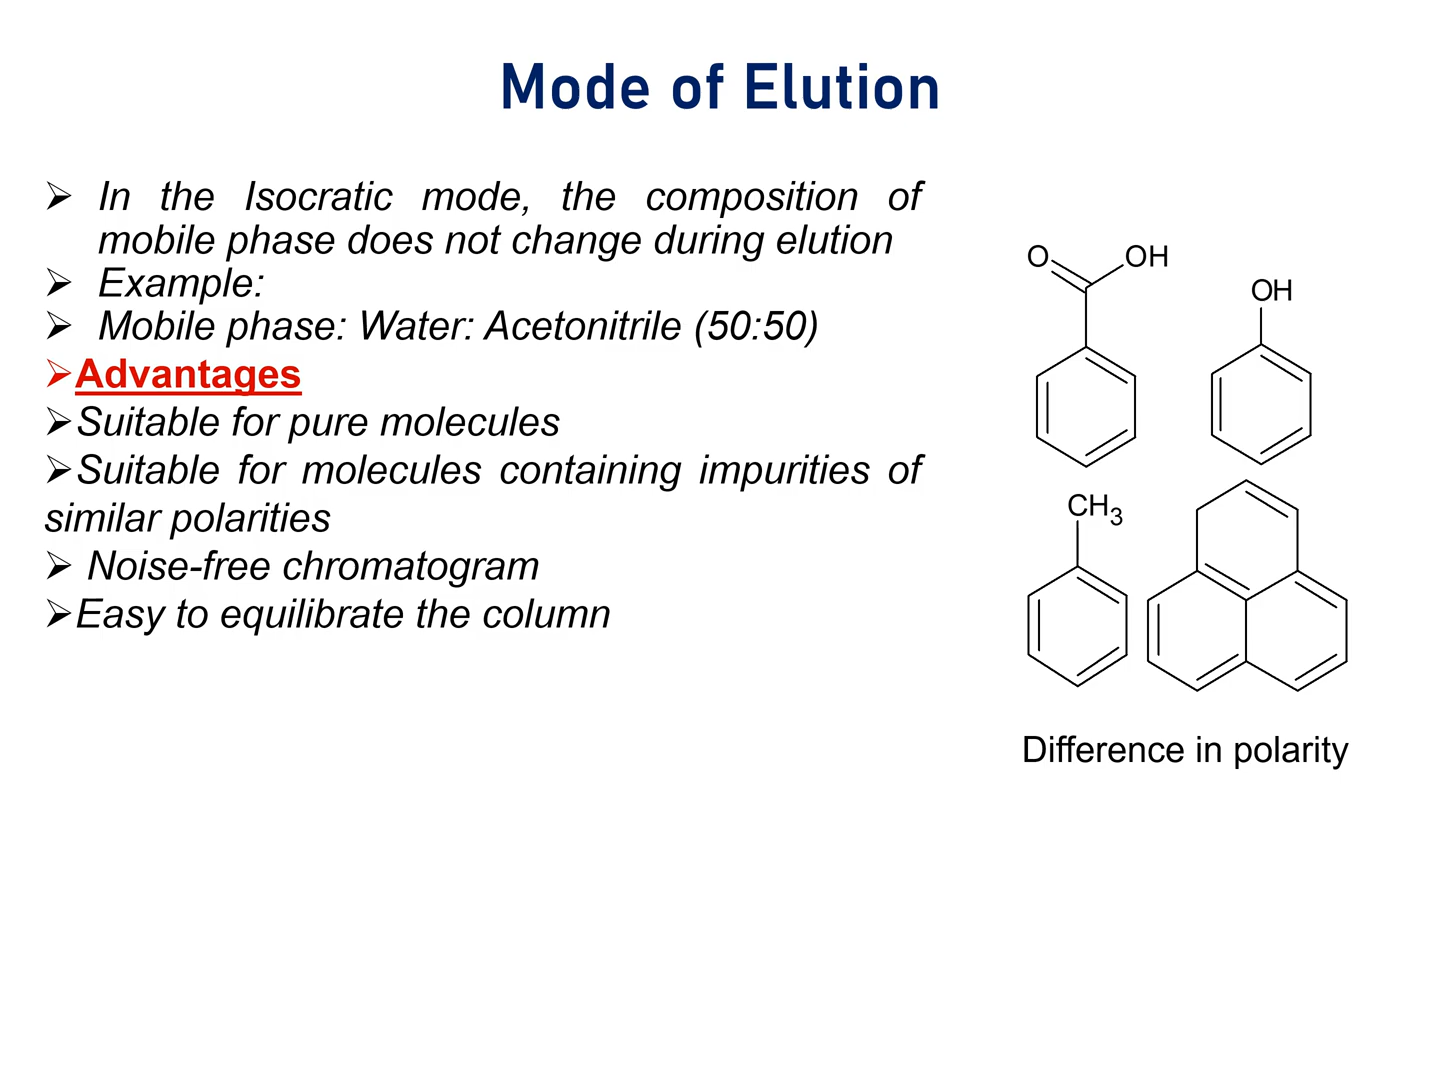 Mode of Elution
➢ In the Isocratic mode, the composition of
mobile phase does not change during elution
➢ Example:
➢ Mobile phase: Water: Acetonitrile (50:50)
➢Advantages
➢Suitable for pure molecules
➢Suitable for molecules containing impurities of
similar polarities
➢ Noise-free chromatogram
➢Easy to equilibrate the column
O OH
OH
CH3
Difference in polarity